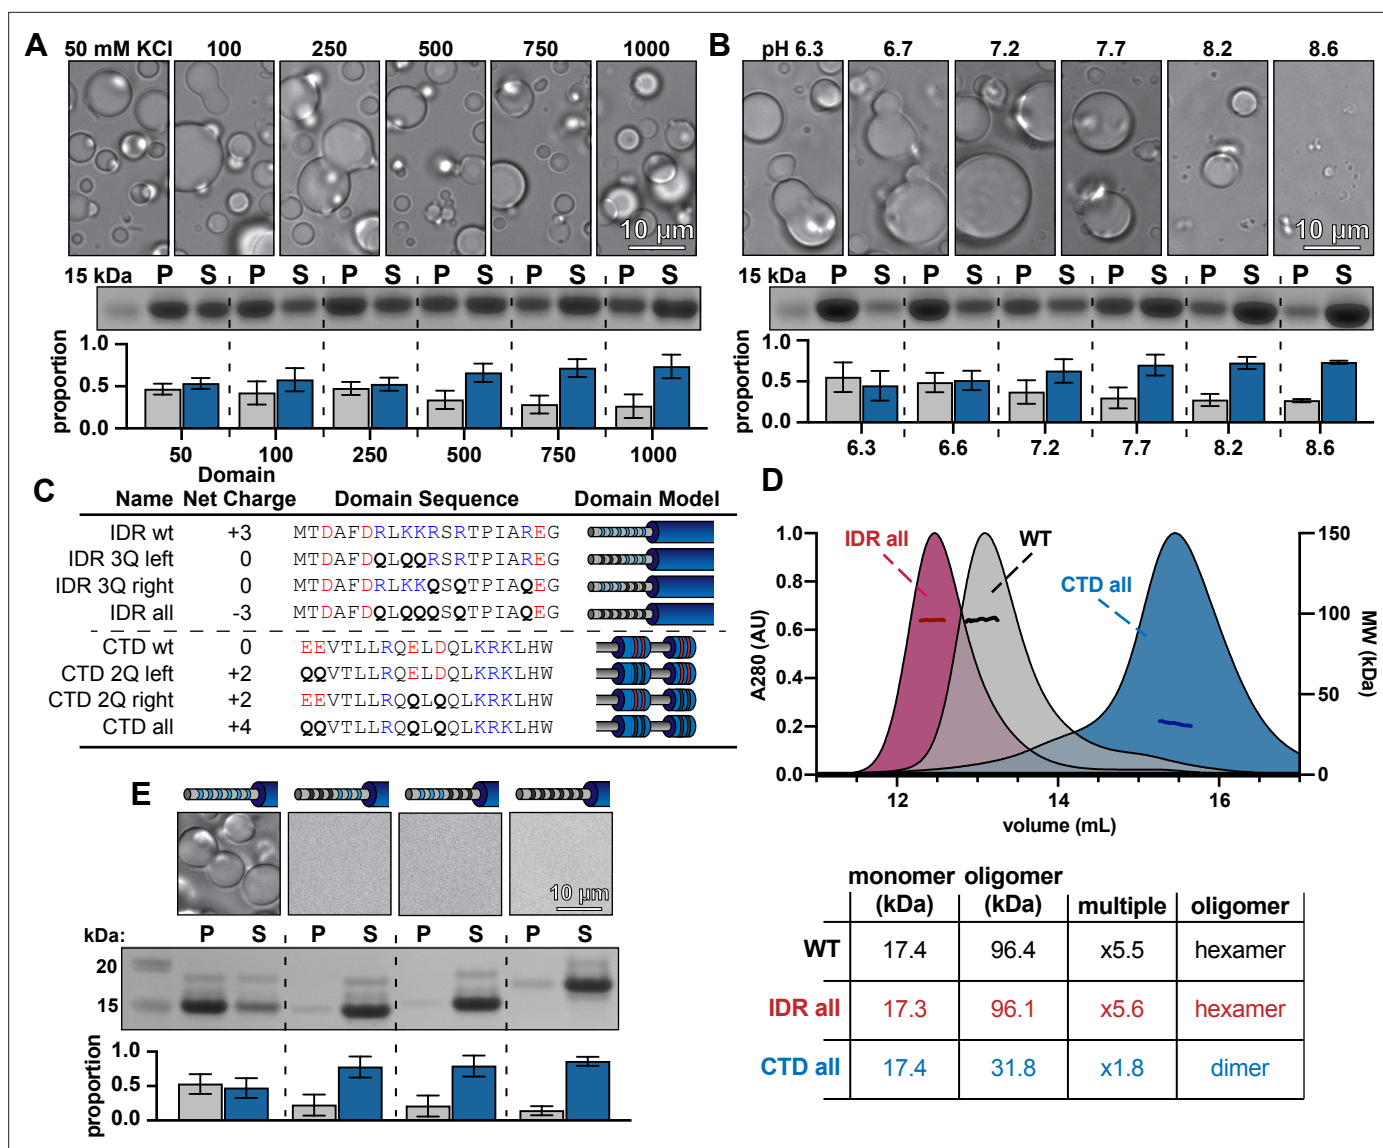 A
50 mM KCl 100 250 500 750 1000
10 µm
15 kDa P S P S P S P S P S P S
proportion
1.0
0.5
0.0
50 100 250 500 750 1000
B
pH 6.3 6.7 7.2 7.7 8.2 8.6
10 µm
15 kDa P S P S P S P S P S P S
proportion
1.0
0.5
0.0
6.3 6.6 7.2 7.7 8.2 8.6
C
Domain
Name Net Charge Domain Sequence Domain Model
IDR wt +3 MTDAFDRLKKRSRTPIAREG
IDR 3Q left 0 MTDAFDQLQQRSRTPIAREG
IDR 3Q right 0 MTDAFDRLKKQSQTPIAQEG
IDR all -3 MTDAFDQLQQQSQTPIAQEG
CTD wt 0 EEVTLLRQELDQLKRKLHW
CTD 2Q left +2 QQVTLLRQELDQLKRKLHW
CTD 2Q right +2 EEVTLLRQQLQQLKRKLHW
CTD all +4 QQVTLLRQQLQQLKRKLHW
D
IDR all WT CTD all
A280 (AU)
1.0
0.8
0.6
0.4
0.2
0.0
MW (kDa)
150
100
50
0
12 14 16
volume (mL)
monomer oligomer
(kDa) (kDa) multiple oligomer
WT 17.4 96.4 x5.5 hexamer
IDR all 17.3 96.1 x5.6 hexamer
CTD all 17.4 31.8 x1.8 dimer
E
10 µm
kDa: P S P S P S P S
20
15
proportion
1.0
0.5
0.0